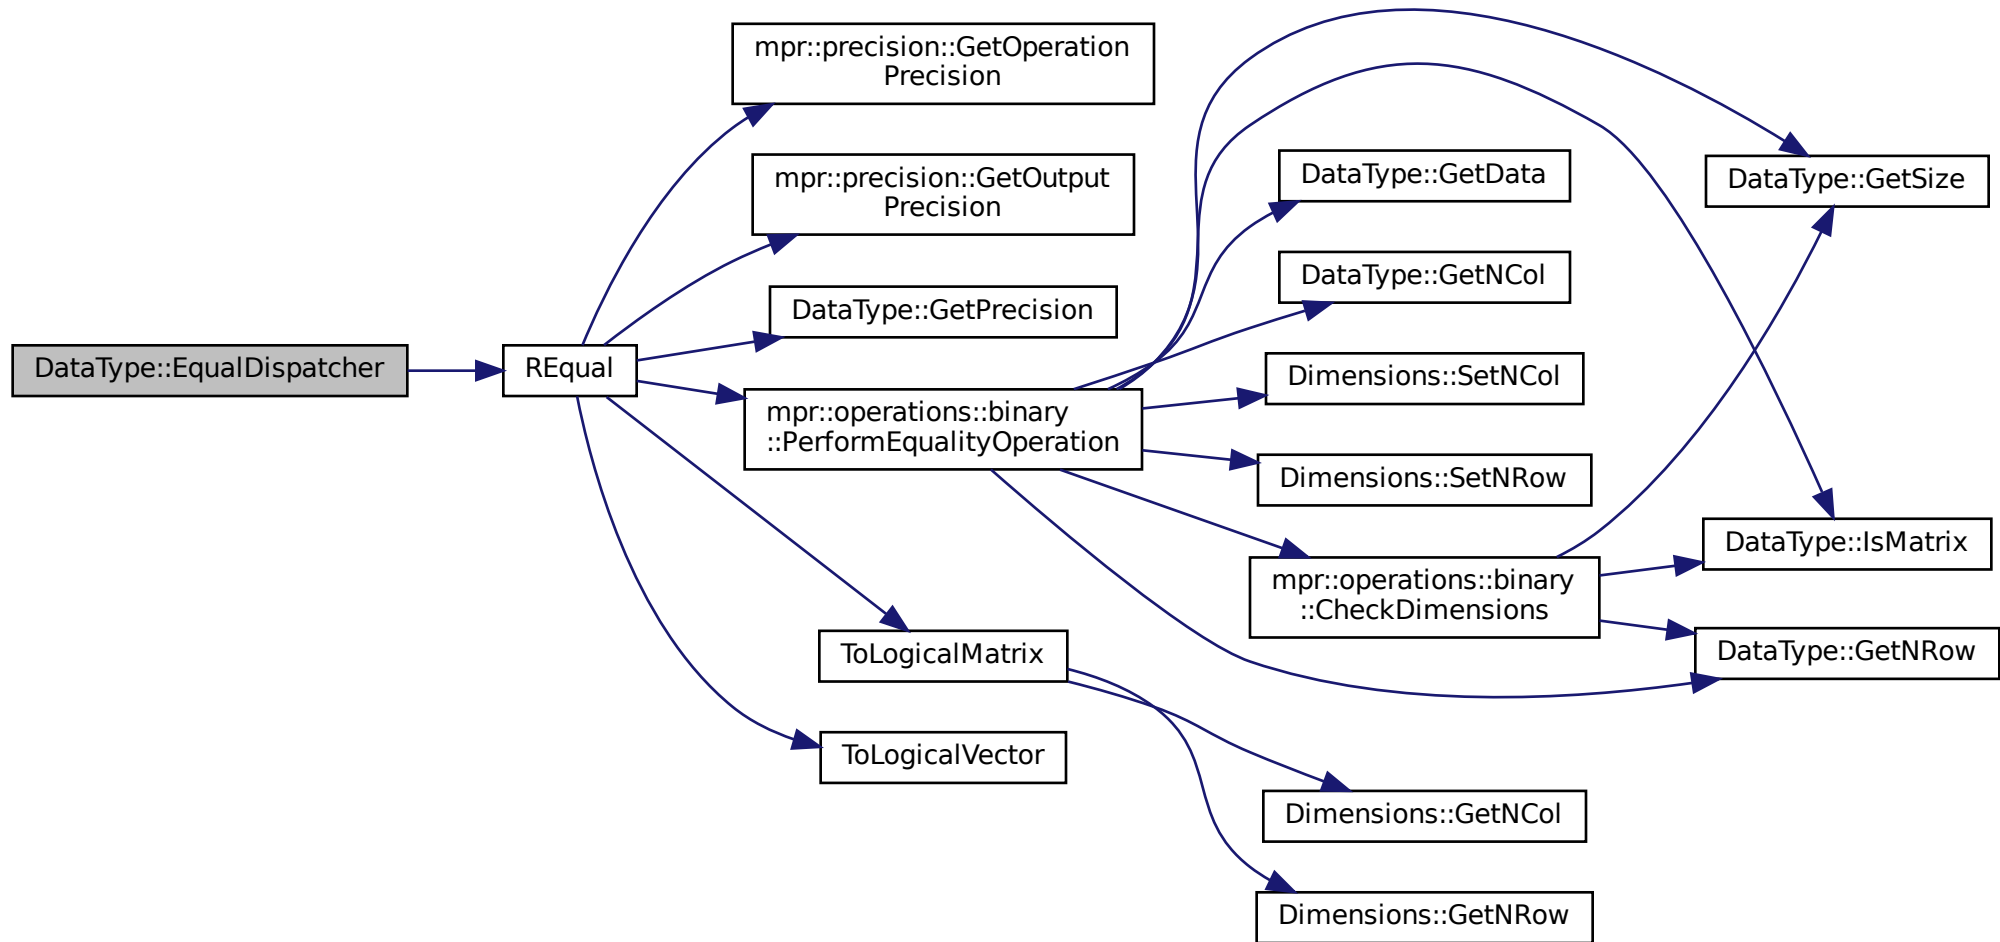 mpr::precision::GetOperation
Precision
mpr::precision::GetOutput
Precision
DataType::GetData
DataType::GetSize
DataType::GetNCol
DataType::GetPrecision
DataType::EqualDispatcher
REqual
Dimensions::SetNCol
mpr::operations::binary
::PerformEqualityOperation
Dimensions::SetNRow
DataType::IsMatrix
mpr::operations::binary
::CheckDimensions
ToLogicalMatrix
DataType::GetNRow
ToLogicalVector
Dimensions::GetNCol
Dimensions::GetNRow